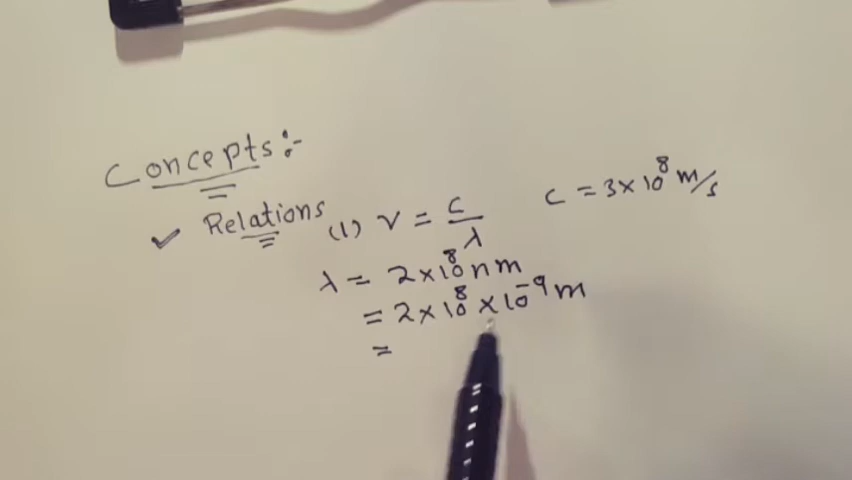 Concepts:-
✓ Relations (1) ν = c/λ c = 3×10⁸ m/s
λ = 2×10⁸ nm
= 2×10⁸ ×10⁻⁹ m
=